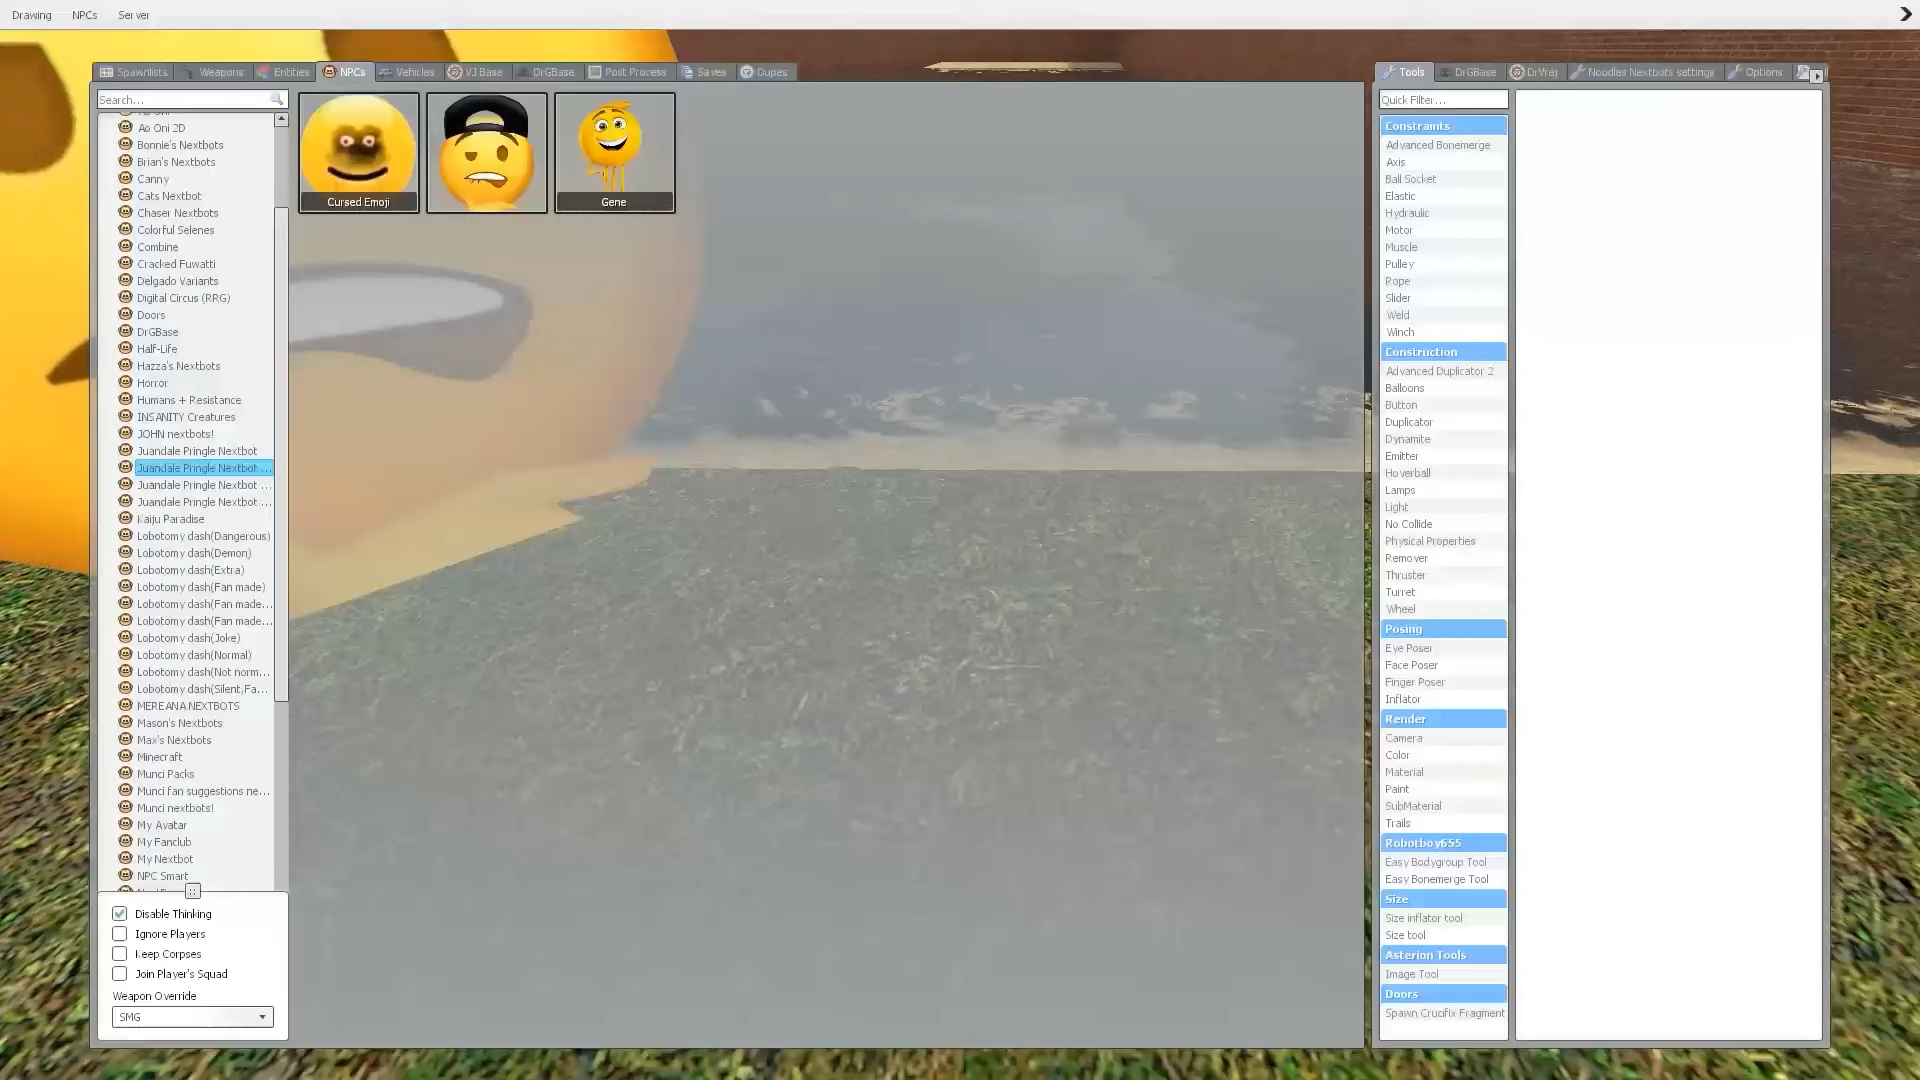 Drawing NPCs Server
Spawnlists Weapons Entities NPCs Vehicles VJ Base DrGBase Post Process Saves Dupes
Search...
Ao Oni 2D
Bonnie's Nextbots
Brian's Nextbots
Canny
Cats Nextbot
Chaser Nextbots
Colorful Selenes
Combine
Cracked Fuwatti
Delgado Variants
Digital Circus (RRG)
Doors
DrGBase
Half-Life
Hazza's Nextbots
Horror
Humans + Resistance
INSANITY Creatures
JOHN nextbots!
Juandale Pringle Nextbot
Juandale Pringle Nextbot ...
Juandale Pringle Nextbot ...
Juandale Pringle Nextbot ...
Kaiju Paradise
Lobotomy dash(Dangerous)
Lobotomy dash(Demon)
Lobotomy dash(Extra)
Lobotomy dash(Fan made)
Lobotomy dash(Fan made...
Lobotomy dash(Fan made...
Lobotomy dash(Joke)
Lobotomy dash(Normal)
Lobotomy dash(Not norm...
Lobotomy dash(Silent,Fa...
MEREANA NEXTBOTS
Mason's Nextbots
Max's Nextbots
Minecraft
Munci Packs
Munci fan suggestions ne...
Munci nextbots!
My Avatar
My Fanclub
My Nextbot
NPC Smart
Disable Thinking
Ignore Players
Keep Corpses
Join Player's Squad
Weapon Override
SMG
Cursed Emoji
Gene
Tools DrGBase DrVrej Noodles Nextbots settings Options
Quick Filter...
Constraints
Advanced Bonemerge
Axis
Ball Socket
Elastic
Hydraulic
Motor
Muscle
Pulley
Rope
Slider
Weld
Winch
Construction
Advanced Duplicator 2
Balloons
Button
Duplicator
Dynamite
Emitter
Hoverball
Lamps
Light
No Collide
Physical Properties
Remover
Thruster
Turret
Wheel
Posing
Eye Poser
Face Poser
Finger Poser
Inflator
Render
Camera
Color
Material
Paint
SubMaterial
Trails
Robotboy655
Easy Bodygroup Tool
Easy Bonemerge Tool
Size
Size inflator tool
Size tool
Asterion Tools
Image Tool
Doors
Spawn Crucifix Fragment